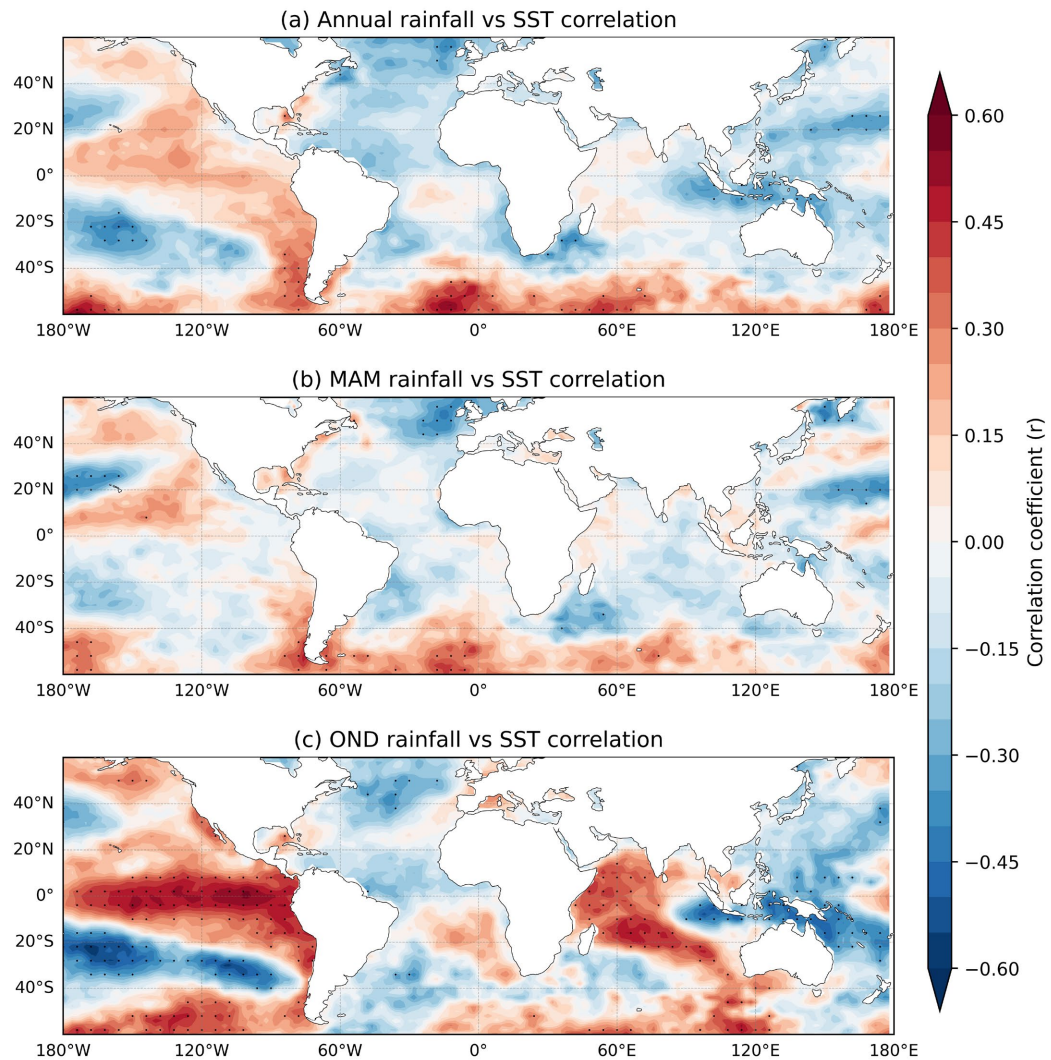 (a) Annual rainfall vs SST correlation
40°N
20°N
0°
20°S
40°S
180°W 120°W 60°W 0° 60°E 120°E 180°E
(b) MAM rainfall vs SST correlation
40°N
20°N
0°
20°S
40°S
180°W 120°W 60°W 0° 60°E 120°E 180°E
(c) OND rainfall vs SST correlation
40°N
20°N
0°
20°S
40°S
180°W 120°W 60°W 0° 60°E 120°E 180°E
0.60
0.45
0.30
0.15
0.00
−0.15
−0.30
−0.45
−0.60
Correlation coefficient (r)